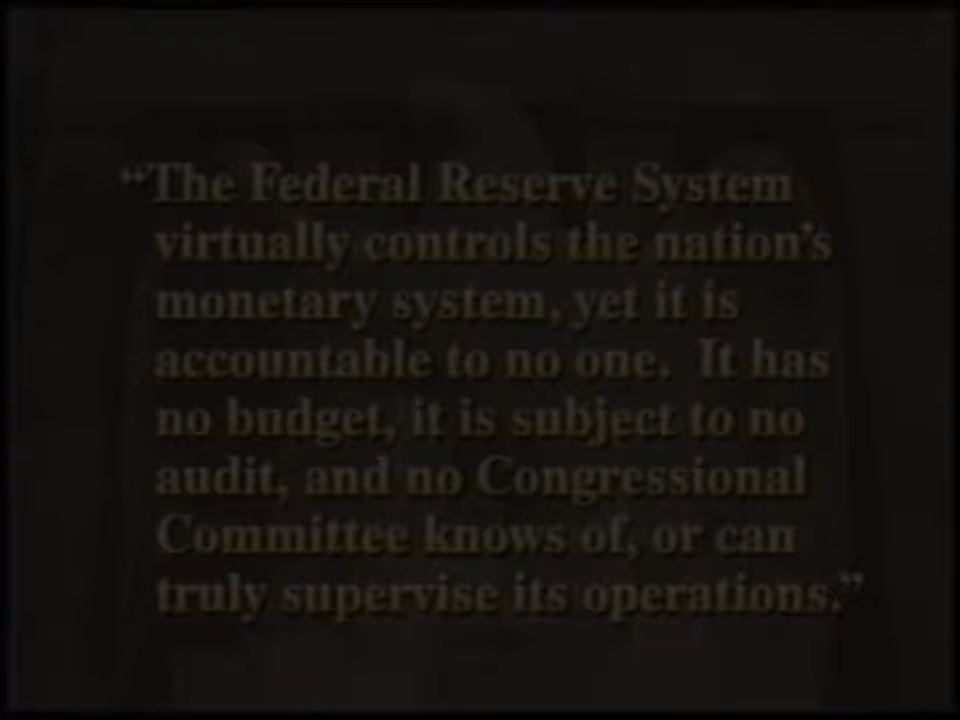 “The Federal Reserve System
virtually controls the nation’s
monetary system, yet it is
accountable to no one. It has
no budget, it is subject to no
audit, and no Congressional
Committee knows of, or can
truly supervise its operations.”